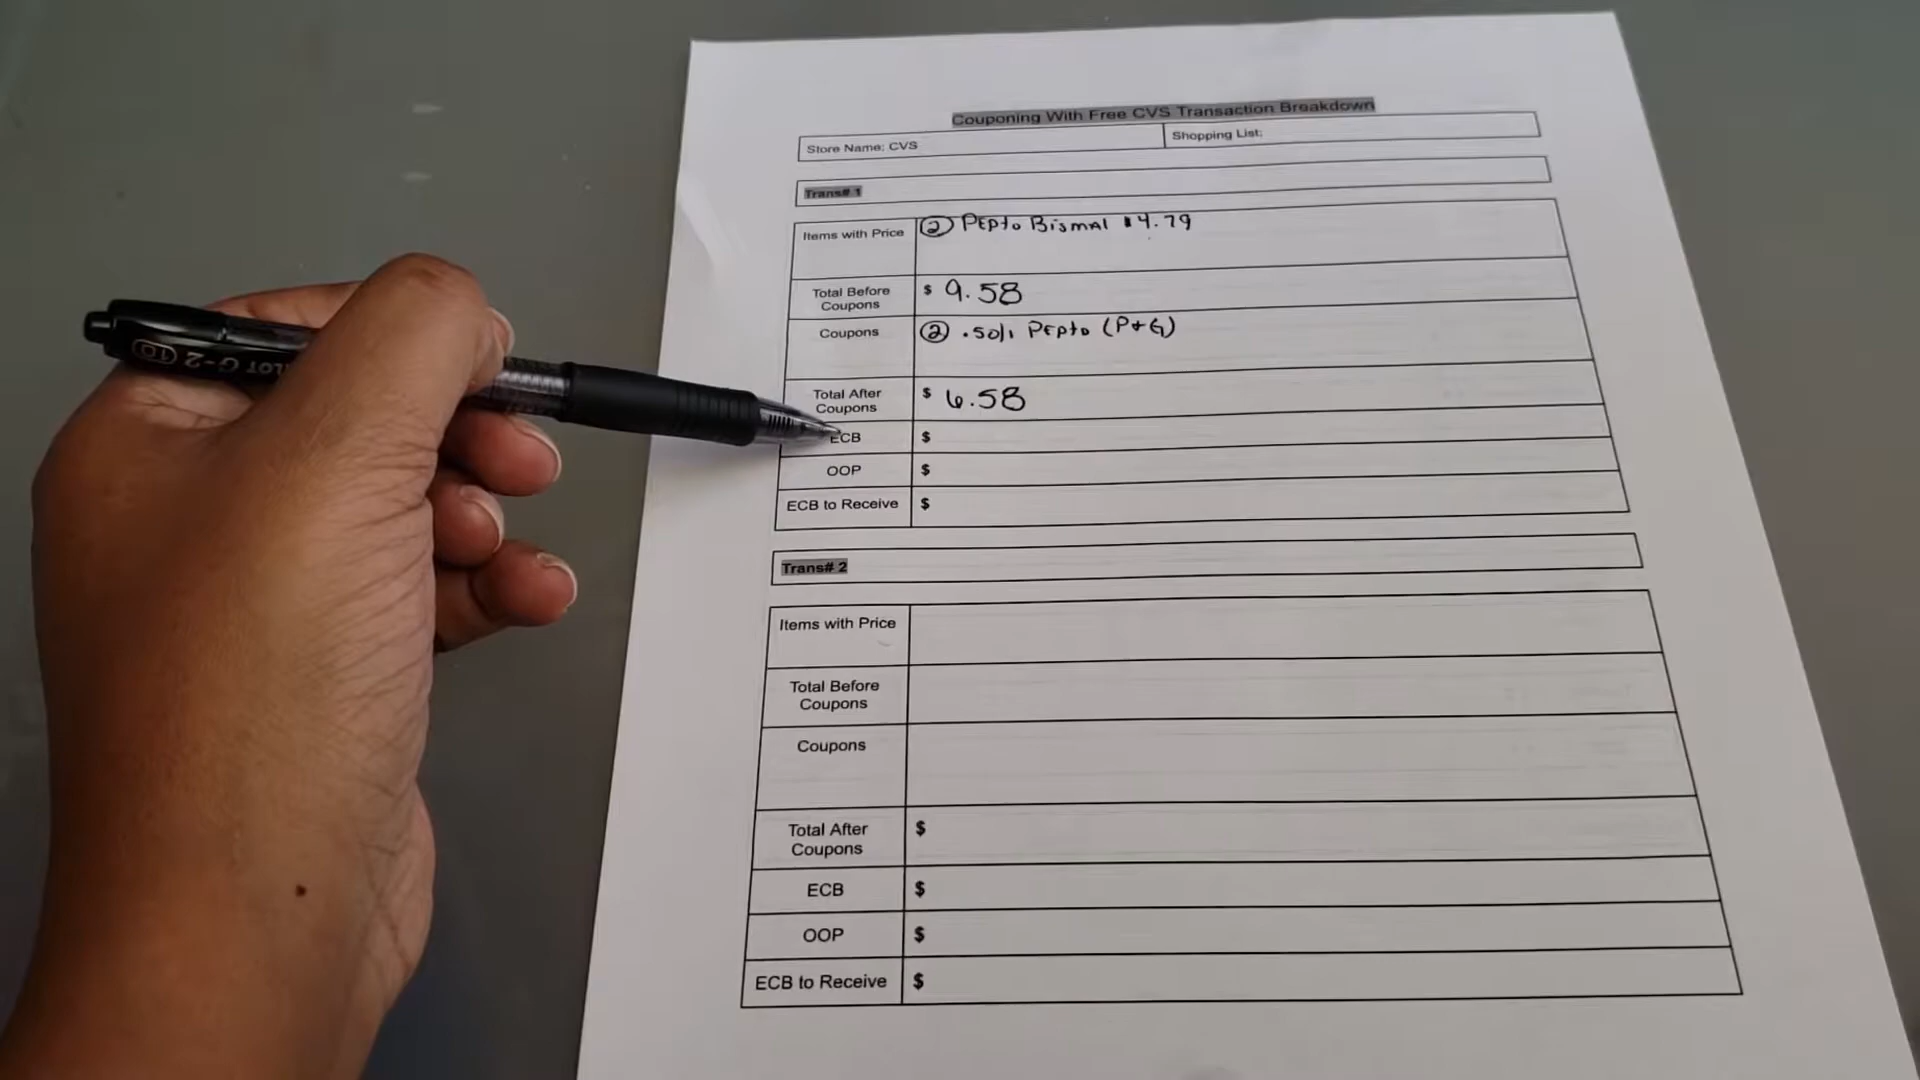 Couponing With Free CVS Transaction Breakdown
Store Name: CVS
Shopping List:
Trans# 1
Items with Price
② PEpto Bismal $4.79
Total Before
Coupons
$ 9.58
Coupons
② .50/1 PEpto (P+G)
Total After
Coupons
$ 6.58
ECB
$
OOP
$
ECB to Receive
$
Trans# 2
Items with Price
Total Before
Coupons
Coupons
Total After
Coupons
$
ECB
$
OOP
$
ECB to Receive
$
G-2
10